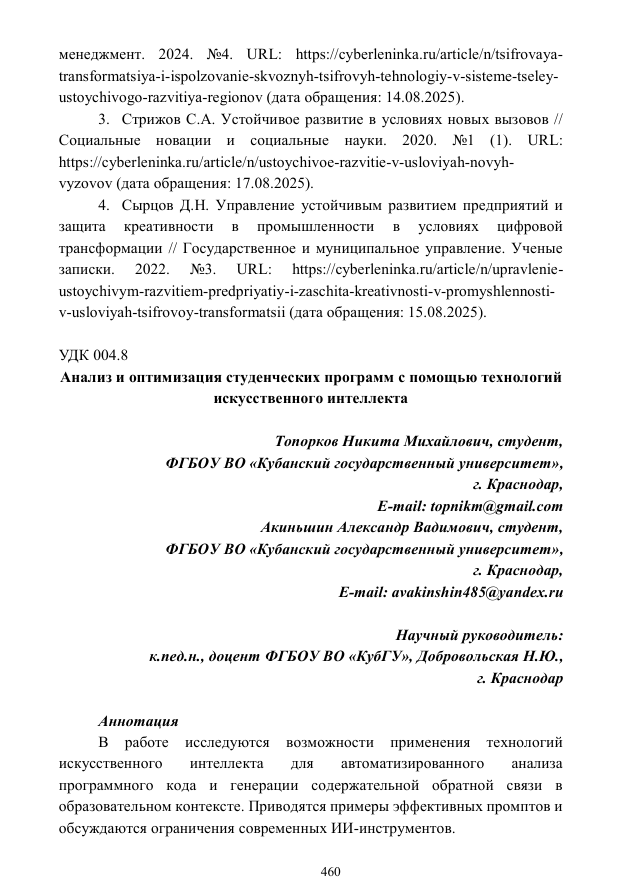 менеджмент. 2024. №4. URL: https://cyberleninka.ru/article/n/tsifrovaya-
transformatsiya-i-ispolzovanie-skvoznyh-tsifrovyh-tehnologiy-v-sisteme-tseley-
ustoychivogo-razvitiya-regionov (дата обращения: 14.08.2025).
3. Стрижов С.А. Устойчивое развитие в условиях новых вызовов //
Социальные новации и социальные науки. 2020. №1 (1). URL:
https://cyberleninka.ru/article/n/ustoychivoe-razvitie-v-usloviyah-novyh-
vyzovov (дата обращения: 17.08.2025).
4. Сырцов Д.Н. Управление устойчивым развитием предприятий и
защита креативности в промышленности в условиях цифровой
трансформации // Государственное и муниципальное управление. Ученые
записки. 2022. №3. URL: https://cyberleninka.ru/article/n/upravlenie-
ustoychivym-razvitiem-predpriyatiy-i-zaschita-kreativnosti-v-promyshlennosti-
v-usloviyah-tsifrovoy-transformatsii (дата обращения: 15.08.2025).
УДК 004.8
Анализ и оптимизация студенческих программ с помощью технологий
искусственного интеллекта
Топорков Никита Михайлович, студент,
ФГБОУ ВО «Кубанский государственный университет»,
г. Краснодар,
E-mail: topnikm@gmail.com
Акиньшин Александр Вадимович, студент,
ФГБОУ ВО «Кубанский государственный университет»,
г. Краснодар,
E-mail: avakinshin485@yandex.ru
Научный руководитель:
к.пед.н., доцент ФГБОУ ВО «КубГУ», Добровольская Н.Ю.,
г. Краснодар
Аннотация
В работе исследуются возможности применения технологий
искусственного интеллекта для автоматизированного анализа
программного кода и генерации содержательной обратной связи в
образовательном контексте. Приводятся примеры эффективных промптов и
обсуждаются ограничения современных ИИ-инструментов.
460